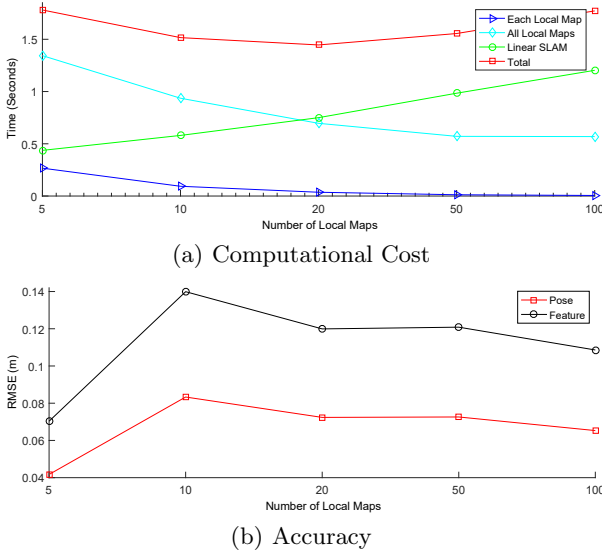 Each Local Map
All Local Maps
Linear SLAM
Total
Time (Seconds)
1.5
1
0.5
0
5 10 20 50 100
Number of Local Maps
(a) Computational Cost
Pose
Feature
RMSE (m)
0.14
0.12
0.1
0.08
0.06
0.04
5 10 20 50 100
Number of Local Maps
(b) Accuracy